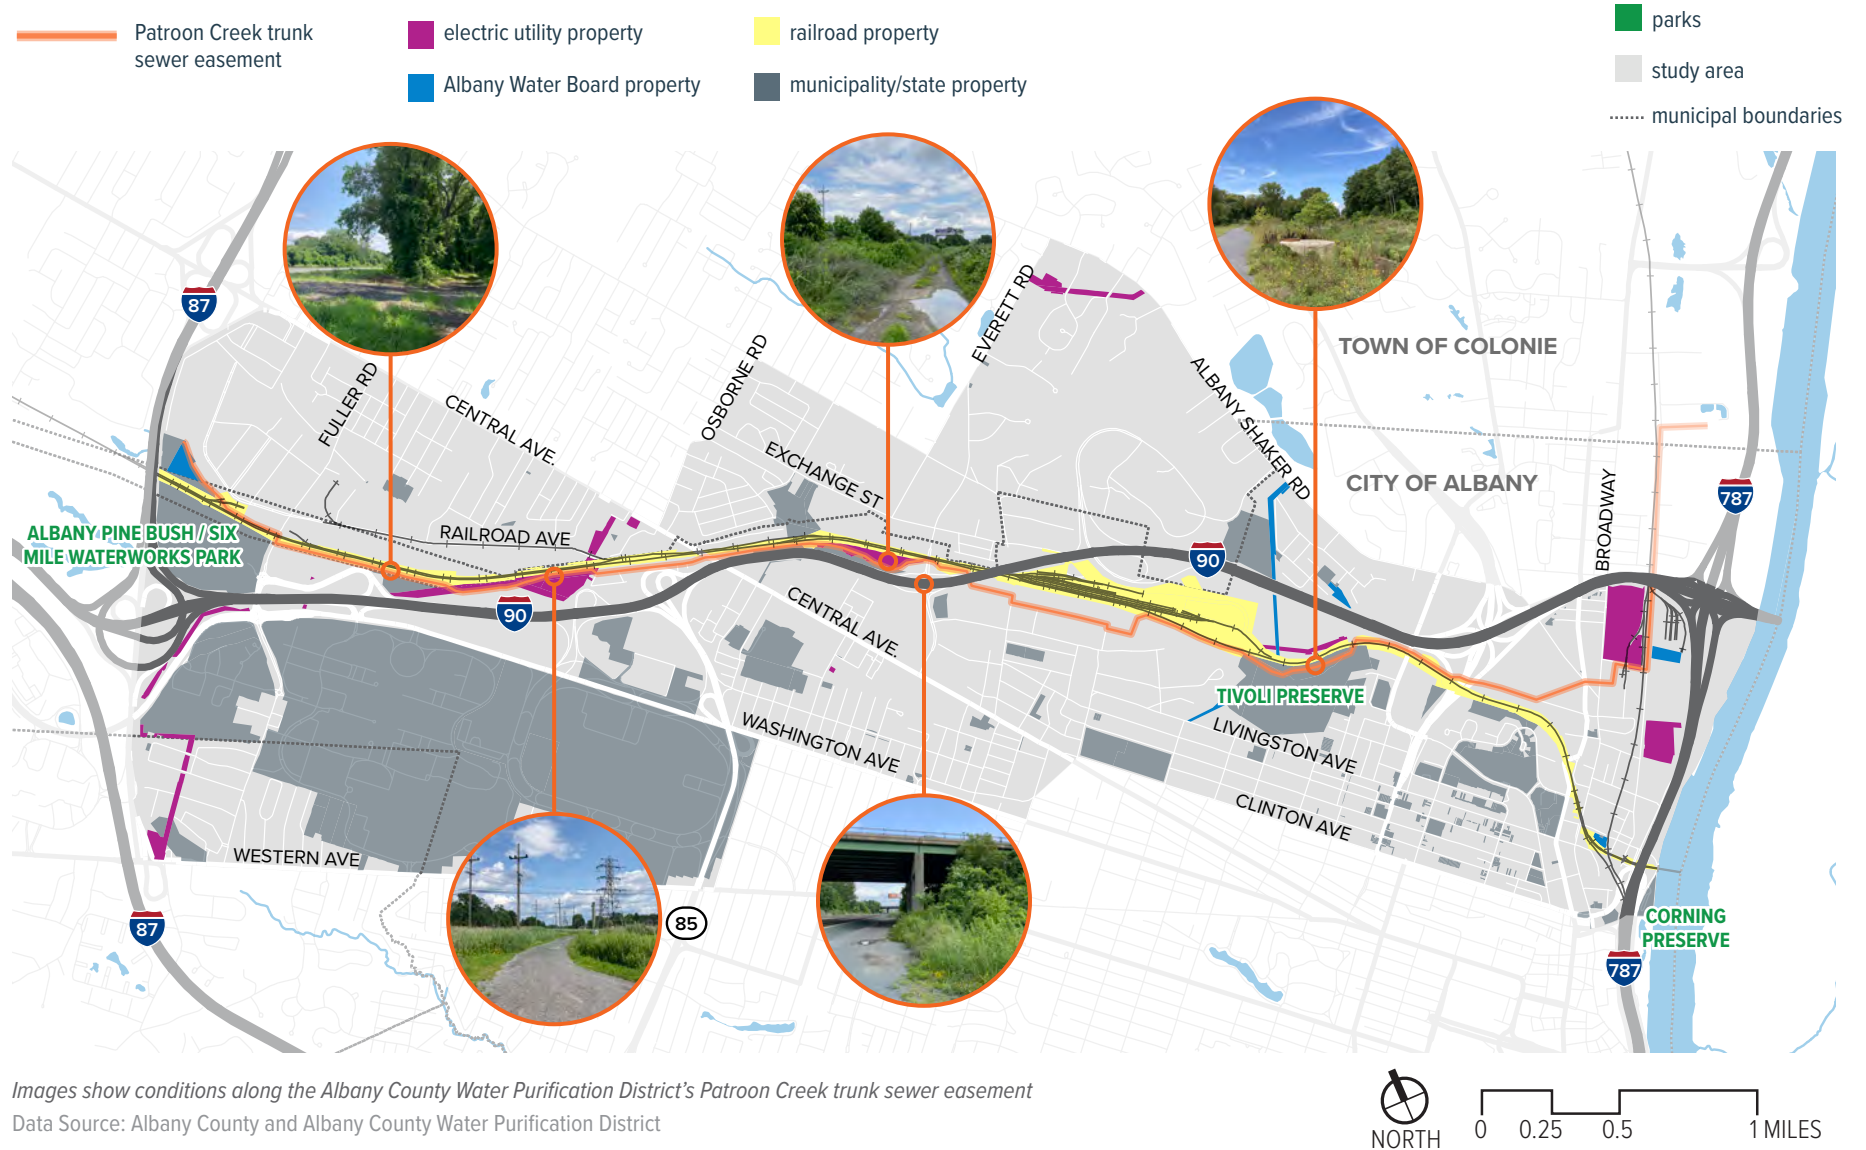 Patroon Creek trunk
sewer easement
electric utility property
Albany Water Board property
railroad property
municipality/state property
parks
study area
municipal boundaries
87
FULLER RD
CENTRAL AVE.
OSBORNE RD
EXCHANGE ST
EVERETT RD
ALBANY SHAKER RD
TOWN OF COLONIE
CITY OF ALBANY
BROADWAY
787
ALBANY PINE BUSH / SIX
MILE WATERWORKS PARK
RAILROAD AVE
90
90
CENTRAL AVE.
TIVOLI PRESERVE
WASHINGTON AVE
LIVINGSTON AVE
CLINTON AVE
WESTERN AVE
87
85
CORNING
PRESERVE
787
Images show conditions along the Albany County Water Purification District’s Patroon Creek trunk sewer easement
Data Source: Albany County and Albany County Water Purification District
NORTH
0 0.25 0.5 1 MILES